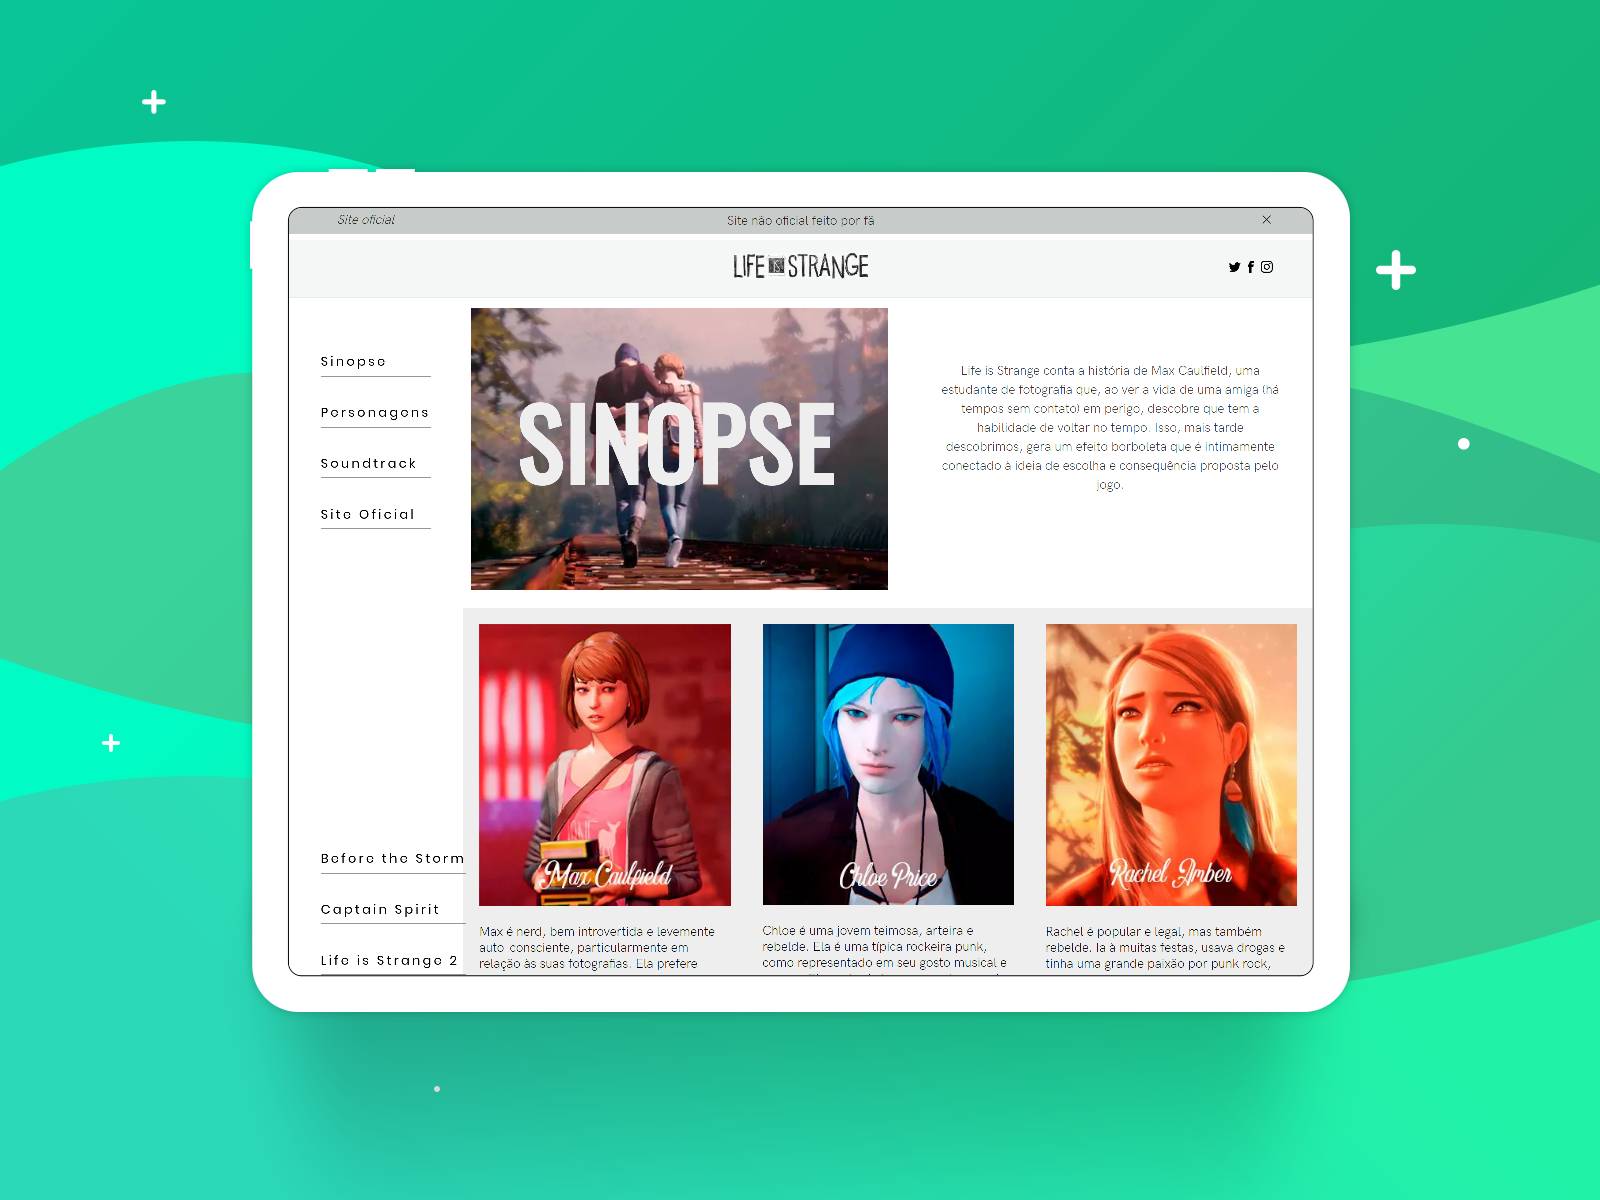 Site oficial
Site não oficial feito por fã
LIFE IS STRANGE
Sinopse
Personagens
Soundtrack
Site Oficial
SINOPSE
Life is Strange conta a história de Max Caulfield, uma
estudante de fotografia que, ao ver a vida de uma amiga (há
tempos sem contato) em perigo, descobre que tem a
habilidade de voltar no tempo. Isso, mais tarde
descobrimos, gera um efeito borboleta que é intimamente
conectado à ideia de escolha e consequência proposta pelo
jogo.
Before the Storm
Captain Spirit
Life is Strange 2
Max Caulfield
Max é nerd, bem introvertida e levemente
auto-consciente, particularmente em
relação às suas fotografias. Ela prefere
Chloe Price
Chloe é uma jovem teimosa, arteira e
rebelde. Ela é uma típica rockeira punk,
como representado em seu gosto musical e
Rachel Amber
Rachel é popular e legal, mas também
rebelde. Ia à muitas festas, usava drogas e
tinha uma grande paixão por punk rock,